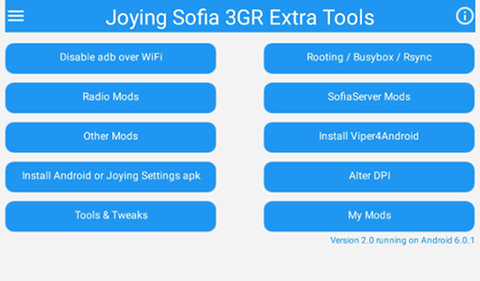 Joying Sofia 3GR Extra Tools
Disable adb over WiFi
Rooting / Busybox / Rsync
Radio Mods
SofiaServer Mods
Other Mods
Install Viper4Android
Install Android or Joying Settings apk
Alter DPI
Tools & Tweaks
My Mods
Version 2.0 running on Android 6.0.1